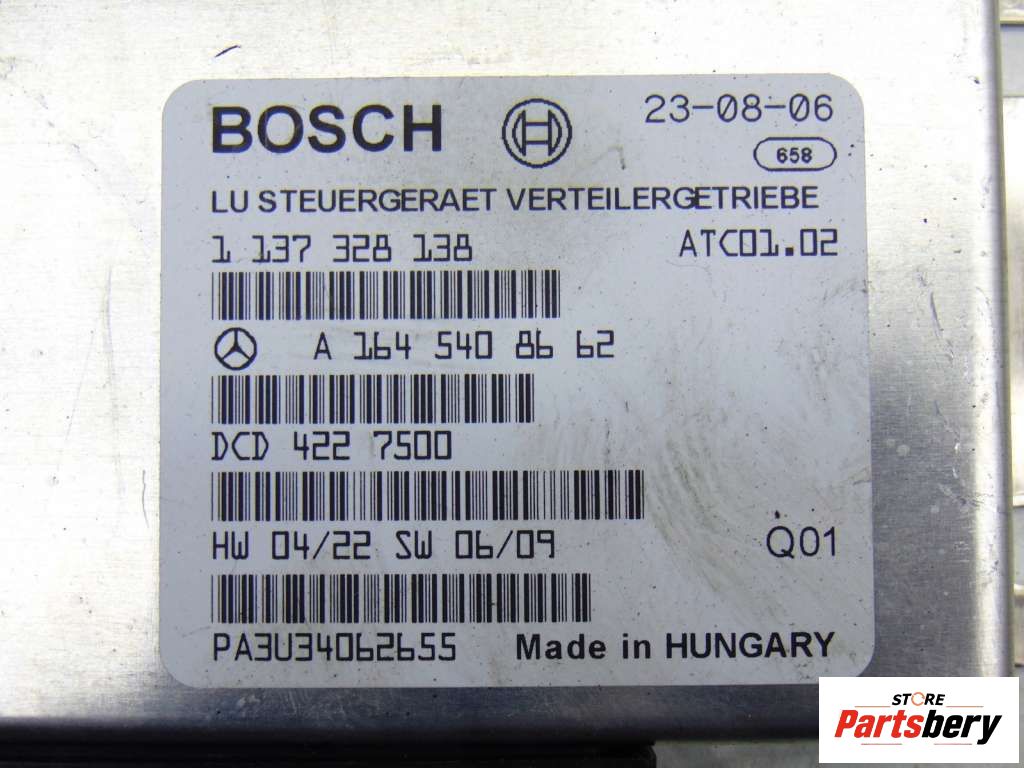 BOSCH 23-08-06
658
LU STEUERGERAET VERTEILERGETRIEBE
1 137 328 138 ATC01.02
A 164 540 86 62
DCD 422 7500
HW 04/22 SW 06/09 Q01
PA3U34062655 Made in HUNGARY
STORE
Partsbery